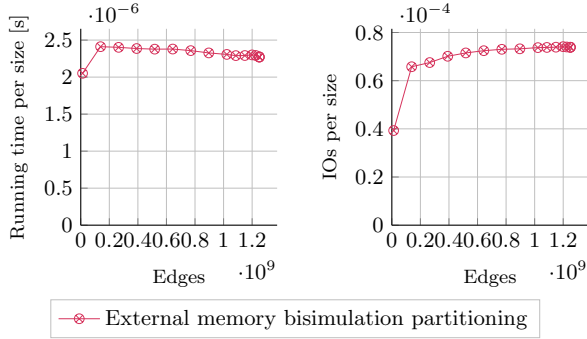 ·10⁻⁶
Running time per size [s]
2.5
2
1.5
1
0.5
0
0 0.2 0.4 0.6 0.8 1 1.2
Edges
·10⁹
·10⁻⁴
IOs per size
0.8
0.6
0.4
0.2
0
0 0.2 0.4 0.6 0.8 1 1.2
Edges
·10⁹
External memory bisimulation partitioning